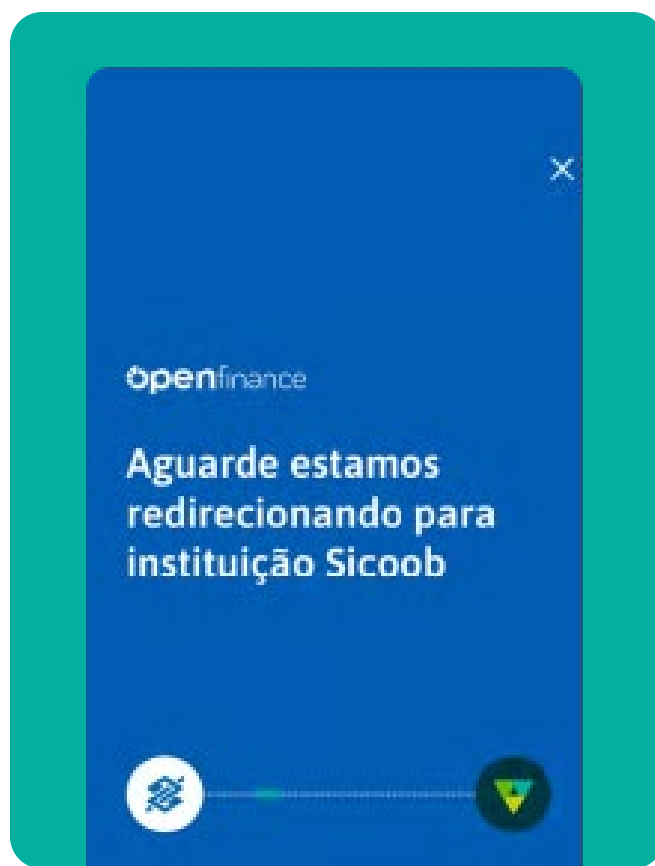 openfinance
Aguarde estamos
redirecionando para
instituição Sicoob